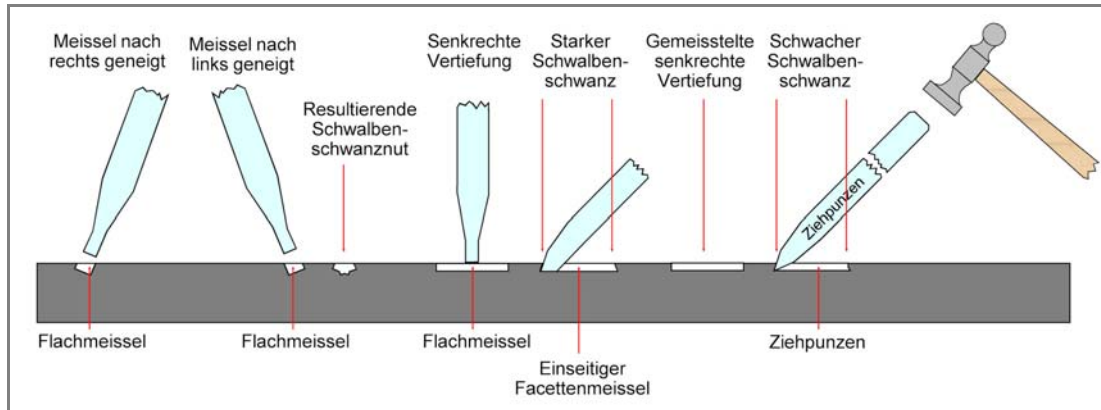 Meissel nach
rechts geneigt
Meissel nach
links geneigt
Resultierende
Schwalben-
schwanznut
Senkrechte
Vertiefung
Starker
Schwalben-
schwanz
Gemeisstelte
senkrechte
Vertiefung
Schwacher
Schwalben-
schwanz
Ziehpunzen
Flachmeissel
Flachmeissel
Flachmeissel
Einseitiger
Facettenmeissel
Ziehpunzen